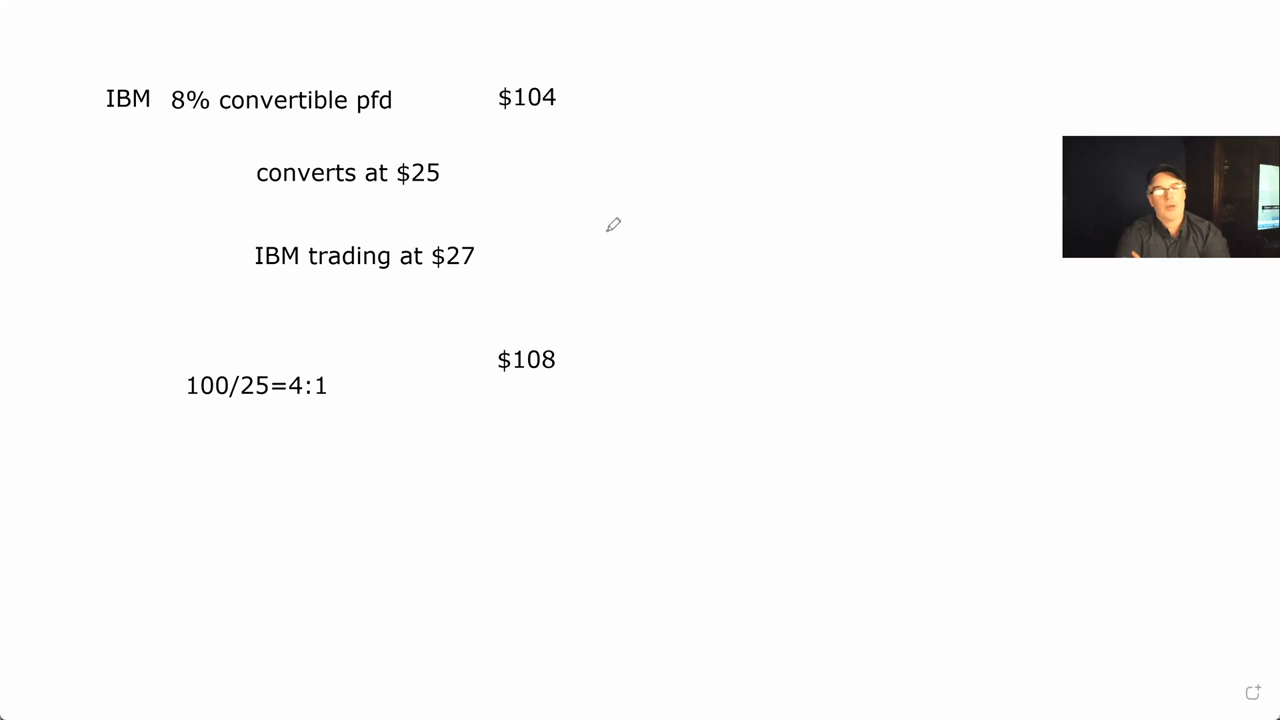 IBM 8% convertible pfd $104
converts at $25
IBM trading at $27
$108
100/25=4:1